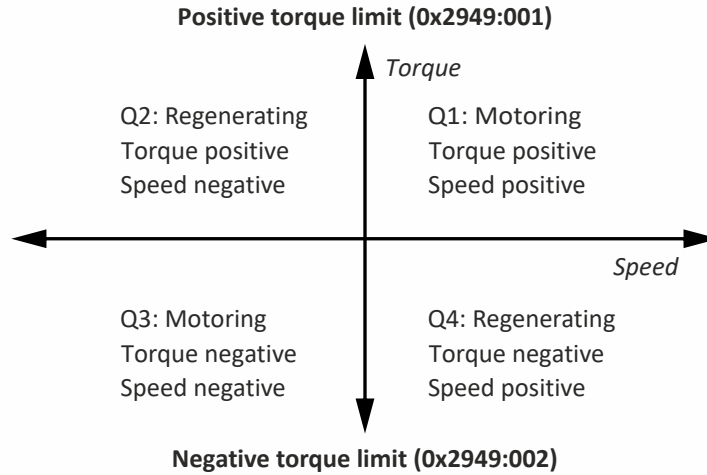 Positive torque limit (0x2949:001)
Torque
Q2: Regenerating
Torque positive
Speed negative
Q1: Motoring
Torque positive
Speed positive
Speed
Q3: Motoring
Torque negative
Speed negative
Q4: Regenerating
Torque negative
Speed positive
Negative torque limit (0x2949:002)